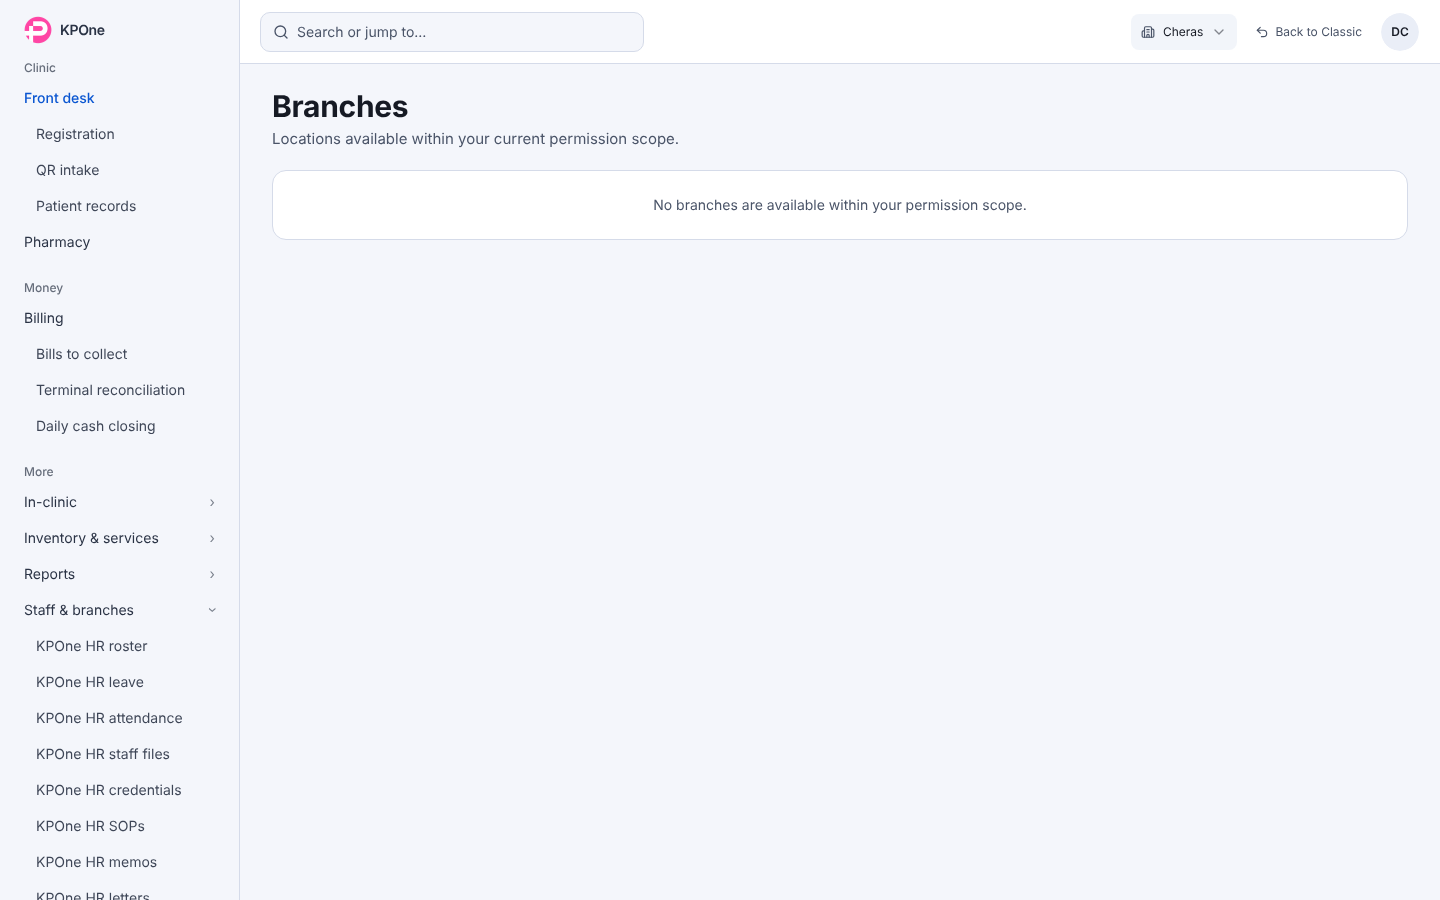 KPOne
Clinic
Front desk
Registration
QR intake
Patient records
Pharmacy
Money
Billing
Bills to collect
Terminal reconciliation
Daily cash closing
More
In-clinic
Inventory & services
Reports
Staff & branches
KPOne HR roster
KPOne HR leave
KPOne HR attendance
KPOne HR staff files
KPOne HR credentials
KPOne HR SOPs
KPOne HR memos
KPOne HR letters
Search or jump to...
Cheras
Back to Classic
DC
Branches
Locations available within your current permission scope.
No branches are available within your permission scope.